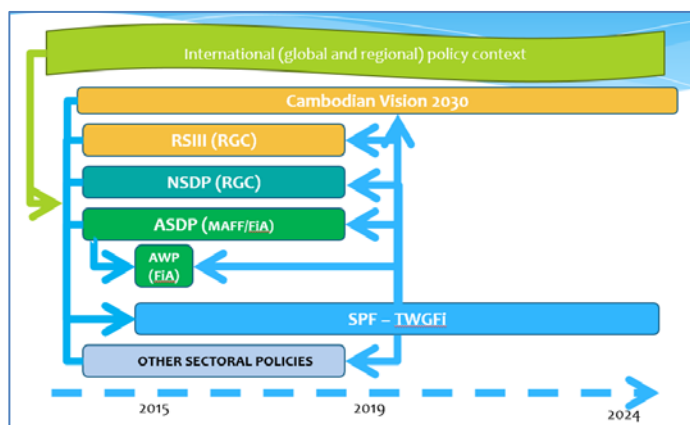 International (global and regional) policy context
Cambodian Vision 2030
RSIII (RGC)
NSDP (RGC)
ASDP (MAFF/FiA)
AWP
(FiA)
SPF – TWGFi
OTHER SECTORAL POLICIES
2015
2019
2024